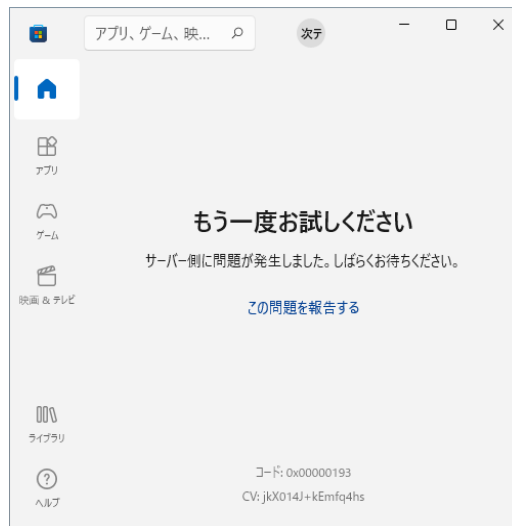 アプリ、ゲーム、映...
次テ
アプリ
ゲーム
映画 & テレビ
もう一度お試しください
サーバー側に問題が発生しました。しばらくお待ちください。
この問題を報告する
ライブラリ
ヘルプ
コード: 0x00000193
CV: jkX014J+kEmfq4hs